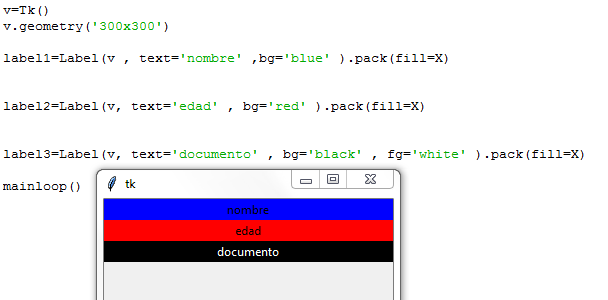 v=Tk()
v.geometry('300x300')
label1=Label(v , text='nombre' ,bg='blue' ).pack(fill=X)
label2=Label(v, text='edad' , bg='red' ).pack(fill=X)
label3=Label(v, text='documento' , bg='black' , fg='white' ).pack(fill=X)
mainloop()
tk
nombre
edad
documento